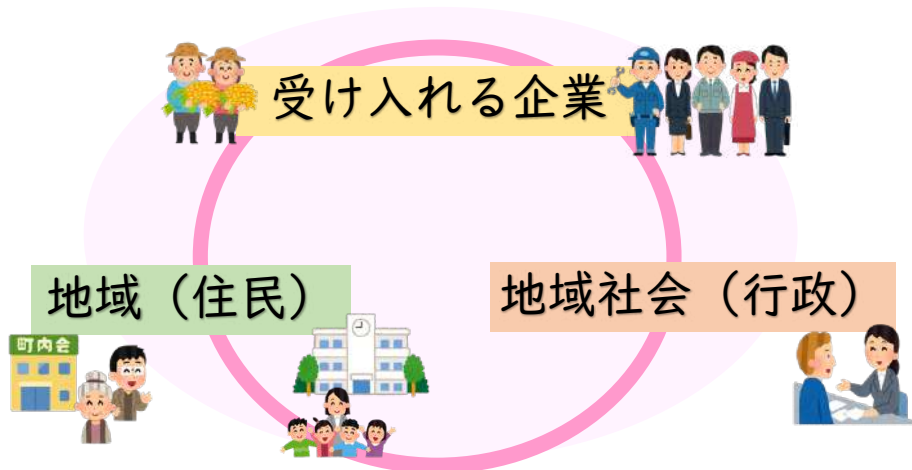 受け入れる企業
地域（住民）
地域社会（行政）
町内会